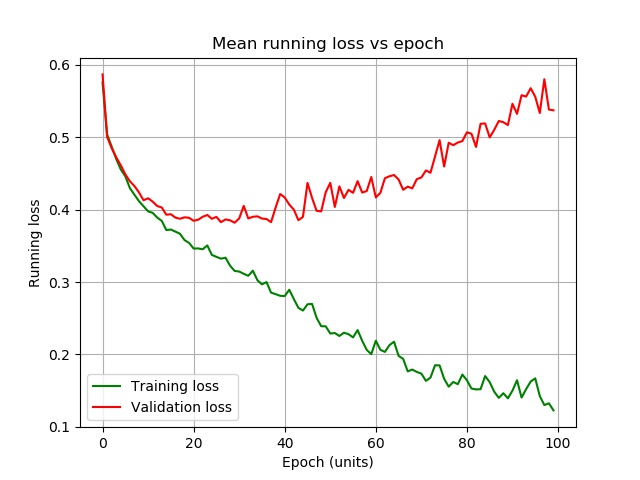 Mean running loss vs epoch
0.6
0.5
0.4
0.3
0.2
0.1
Running loss
0 20 40 60 80 100
Epoch (units)
Training loss
Validation loss